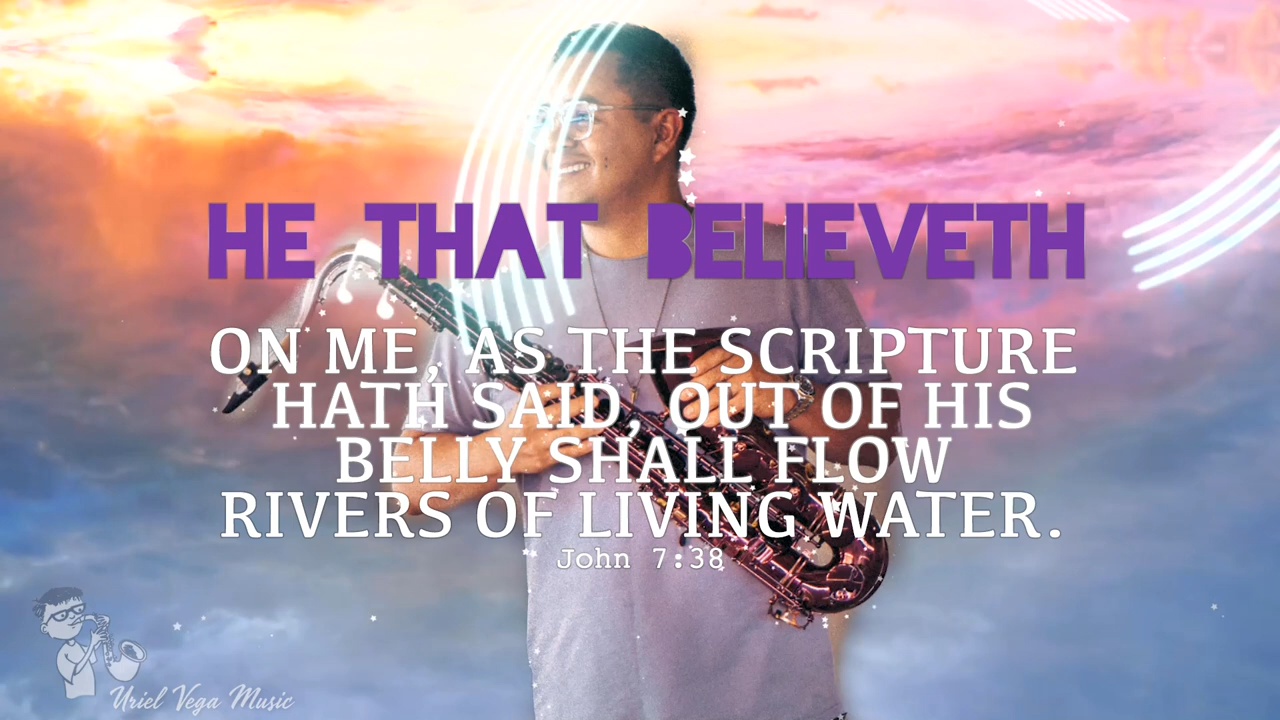 HE THAT BELIEVETH
ON ME, AS THE SCRIPTURE
HATH SAID, OUT OF HIS
BELLY SHALL FLOW
RIVERS OF LIVING WATER.
John 7:38
Uriel Vega Music